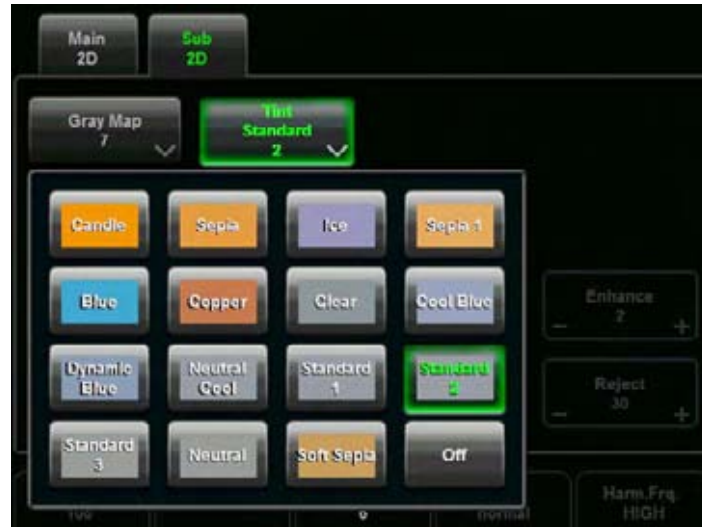 Main
2D
Sub
2D
Gray Map
7
Tint
Standard
2
Candle
Sepia
Ice
Sepia 1
Blue
Copper
Clear
Cool Blue
Enhance
2
- +
Dynamic
Blue
Neutral
Cool
Standard
1
Standard
2
Reject
30
- +
Standard
3
Neutral
Soft Sepia
Off
normal
Harm.Frq.
HIGH